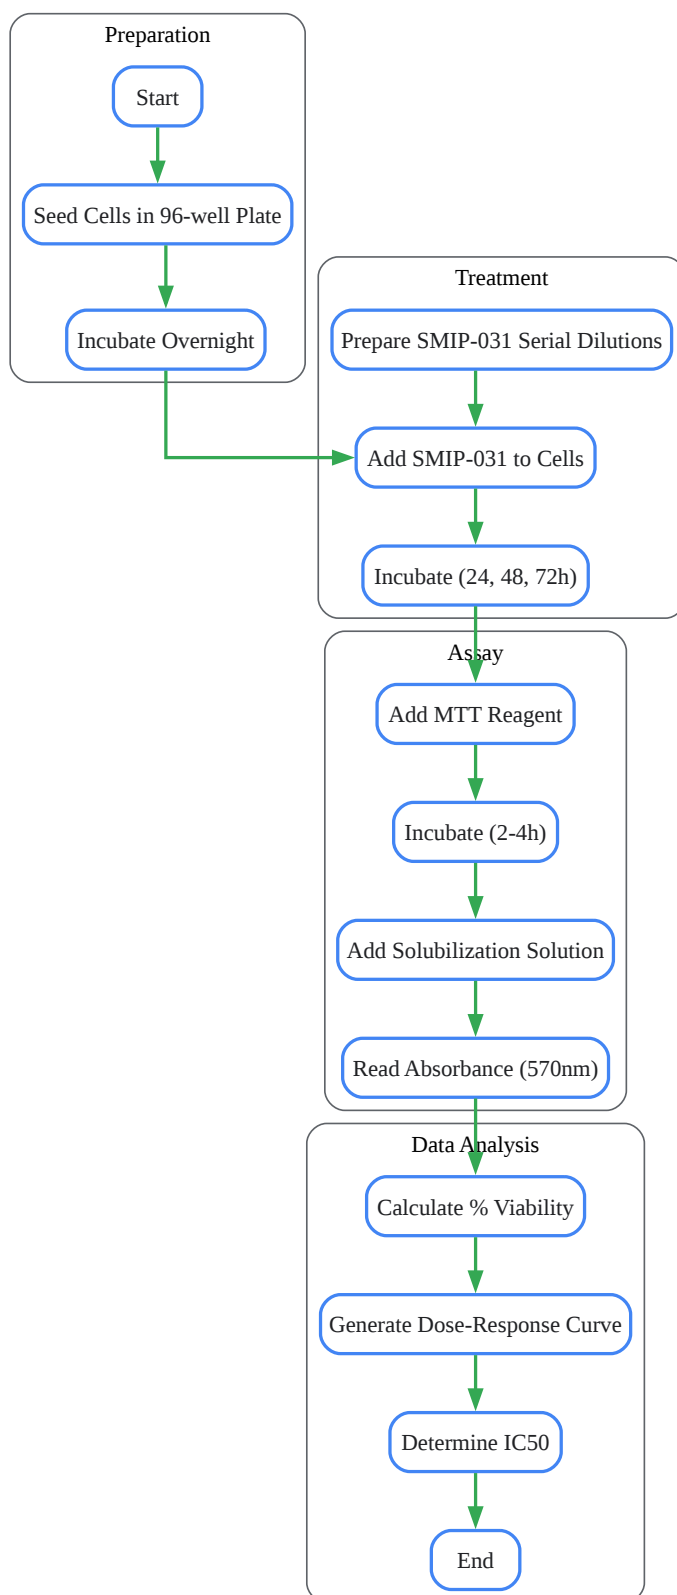 Preparation
Start
Seed Cells in 96-well Plate
Incubate Overnight
Treatment
Prepare SMIP-031 Serial Dilutions
Add SMIP-031 to Cells
Incubate (24, 48, 72h)
Assay
Add MTT Reagent
Incubate (2-4h)
Add Solubilization Solution
Read Absorbance (570nm)
Data Analysis
Calculate % Viability
Generate Dose-Response Curve
Determine IC50
End